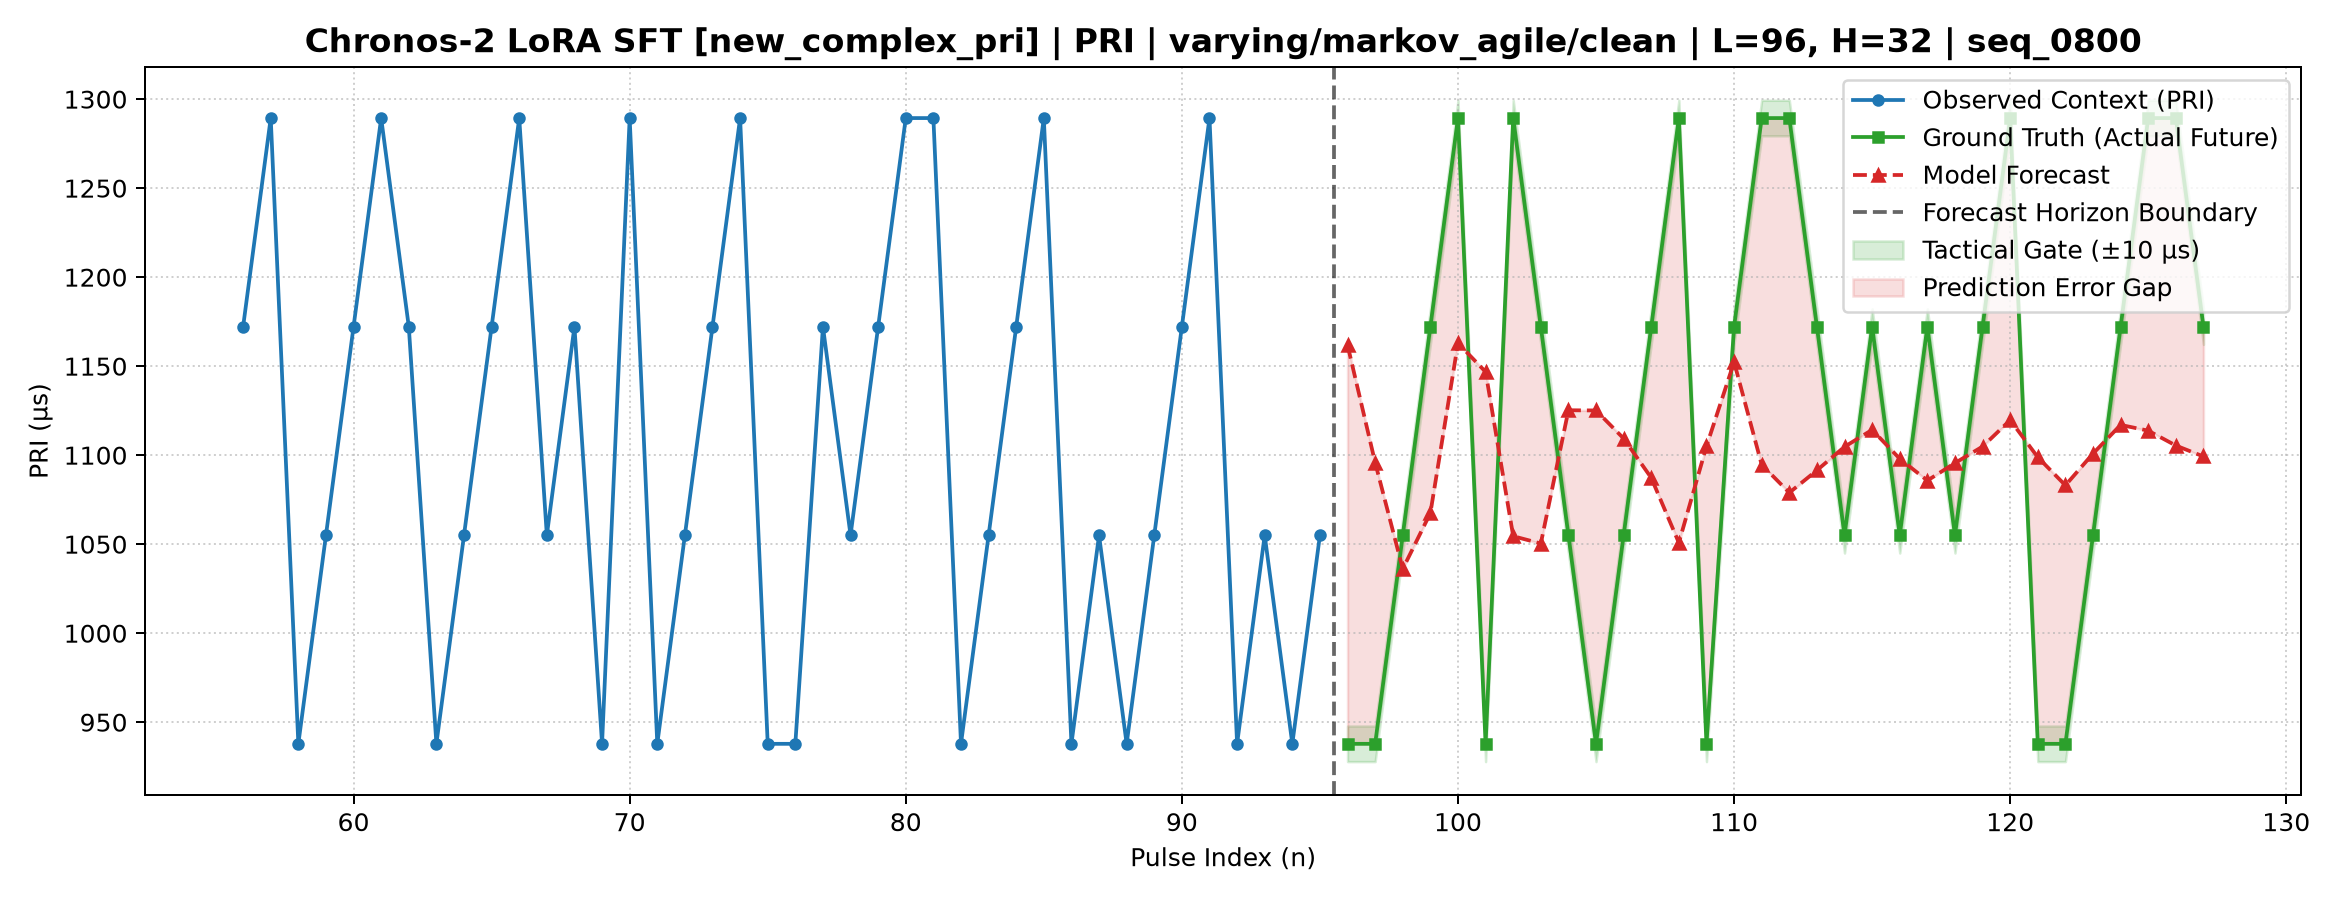 Chronos-2 LoRA SFT [new_complex_pri] | PRI | varying/markov_agile/clean | L=96, H=32 | seq_0800
PRI (µs)
1300
1250
1200
1150
1100
1050
1000
950
Observed Context (PRI)
Ground Truth (Actual Future)
Model Forecast
Forecast Horizon Boundary
Tactical Gate (±10 µs)
Prediction Error Gap
60 70 80 90 100 110 120 130
Pulse Index (n)